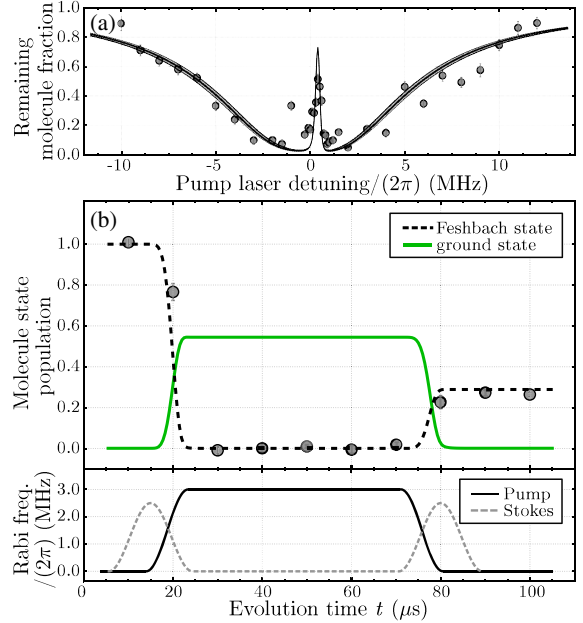 (a)
Remaining
molecule fraction
1.0
0.8
0.6
0.4
0.2
0.0
-10
-5
0
5
10
Pump laser detuning/(2π) (MHz)
(b)
Feshbach state
ground state
Molecule state
population
1.0
0.8
0.6
0.4
0.2
0.0
Pump
Stokes
Rabi freq.
/(2π) (MHz)
3.0
2.0
1.0
0.0
0
20
40
60
80
100
Evolution time t (μs)